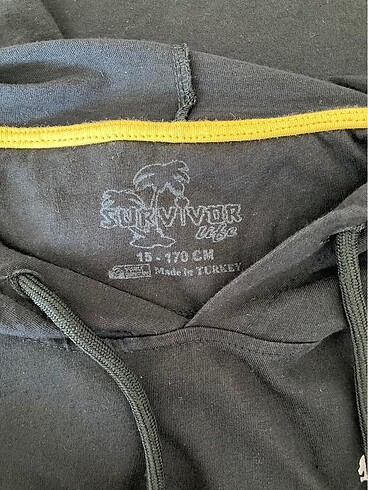 SURVIVOR
life
15 - 170 CM
Made in TURKEY